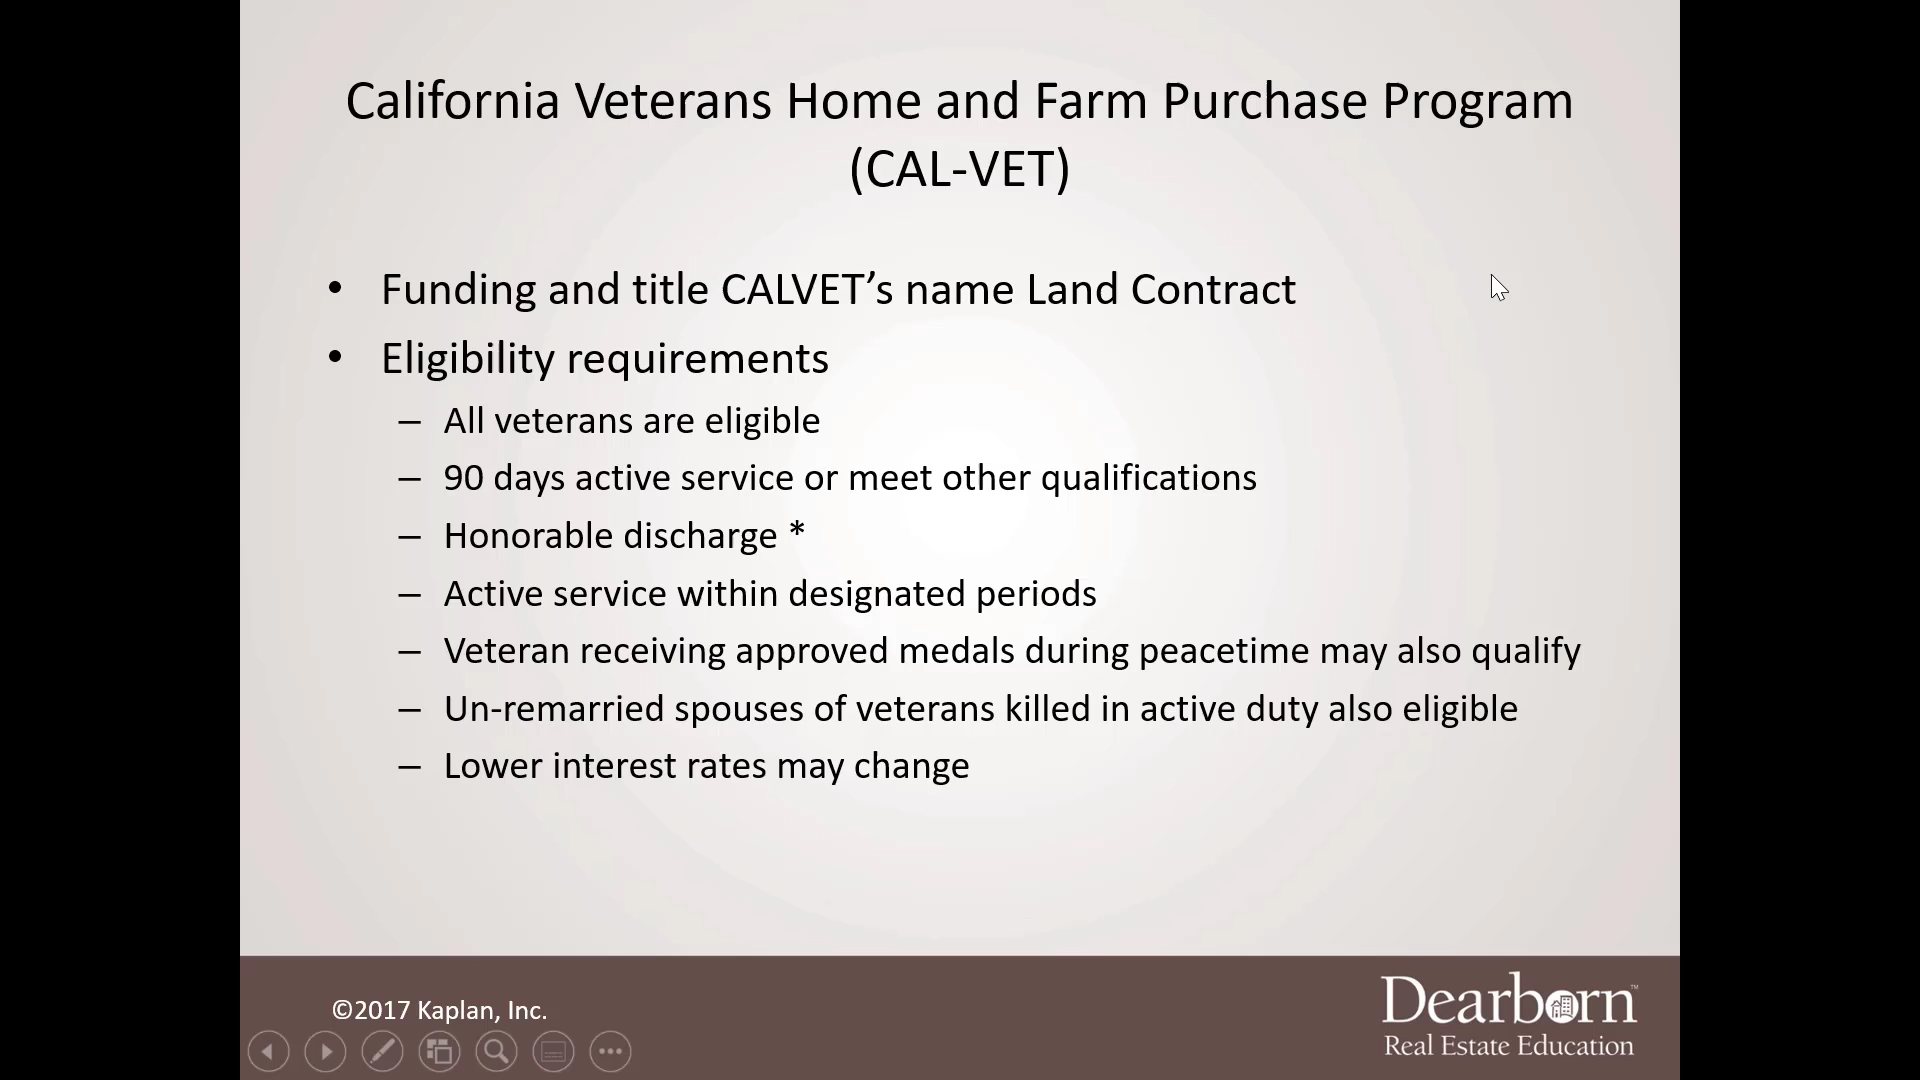 California Veterans Home and Farm Purchase Program
(CAL-VET)
• Funding and title CALVET’s name Land Contract
• Eligibility requirements
– All veterans are eligible
– 90 days active service or meet other qualifications
– Honorable discharge *
– Active service within designated periods
– Veteran receiving approved medals during peacetime may also qualify
– Un-remarried spouses of veterans killed in active duty also eligible
– Lower interest rates may change
©2017 Kaplan, Inc.
Dearborn™
Real Estate Education